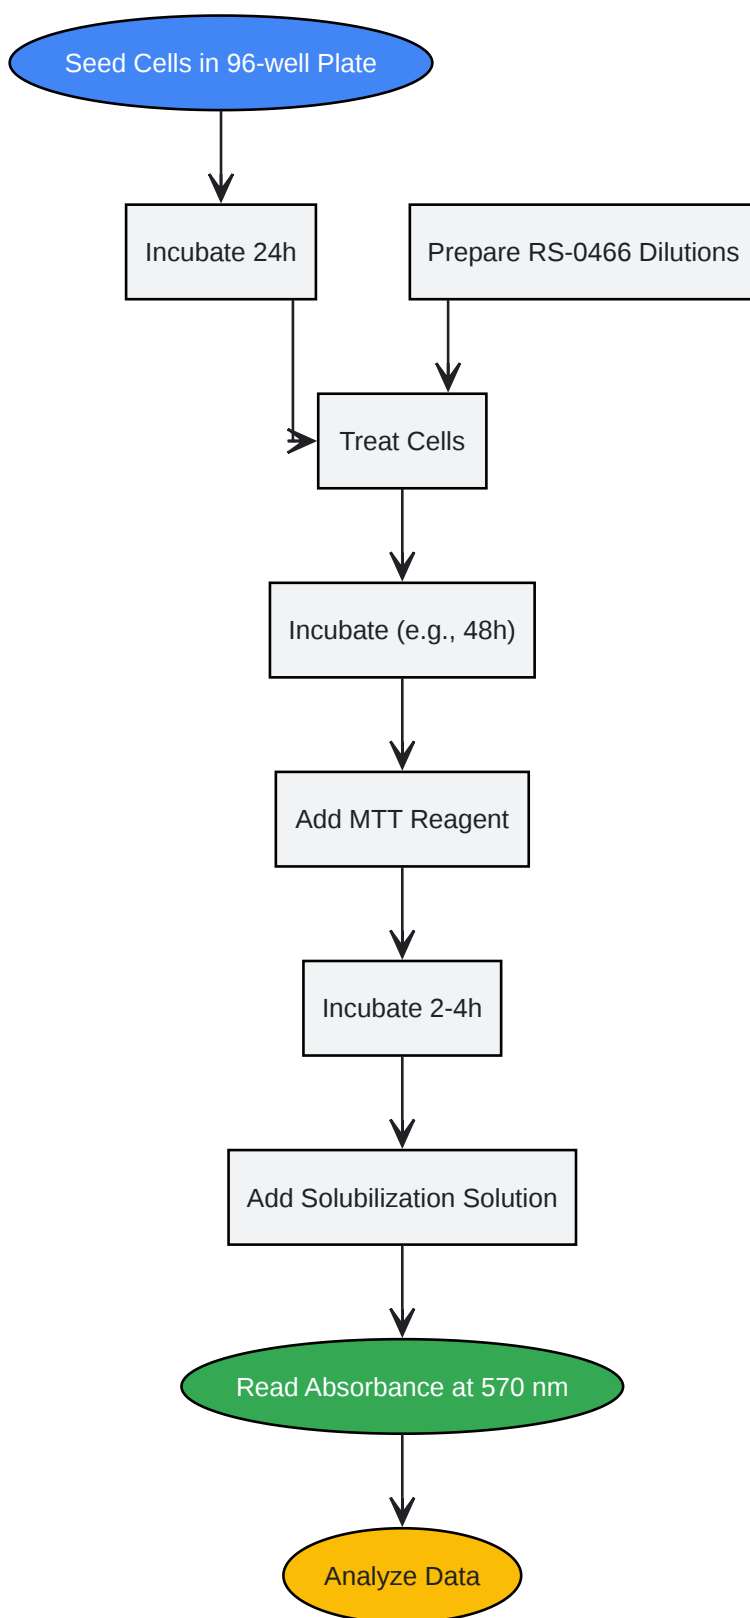 Seed Cells in 96-well Plate
Incubate 24h
Prepare RS-0466 Dilutions
Treat Cells
Incubate (e.g., 48h)
Add MTT Reagent
Incubate 2-4h
Add Solubilization Solution
Read Absorbance at 570 nm
Analyze Data